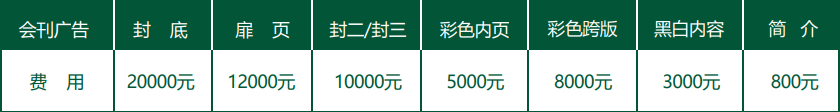 会刊广告 封 底 扉 页 封二/封三 彩色内页 彩色跨版 黑白内容 简 介
费 用 20000元 12000元 10000元 5000元 8000元 3000元 800元